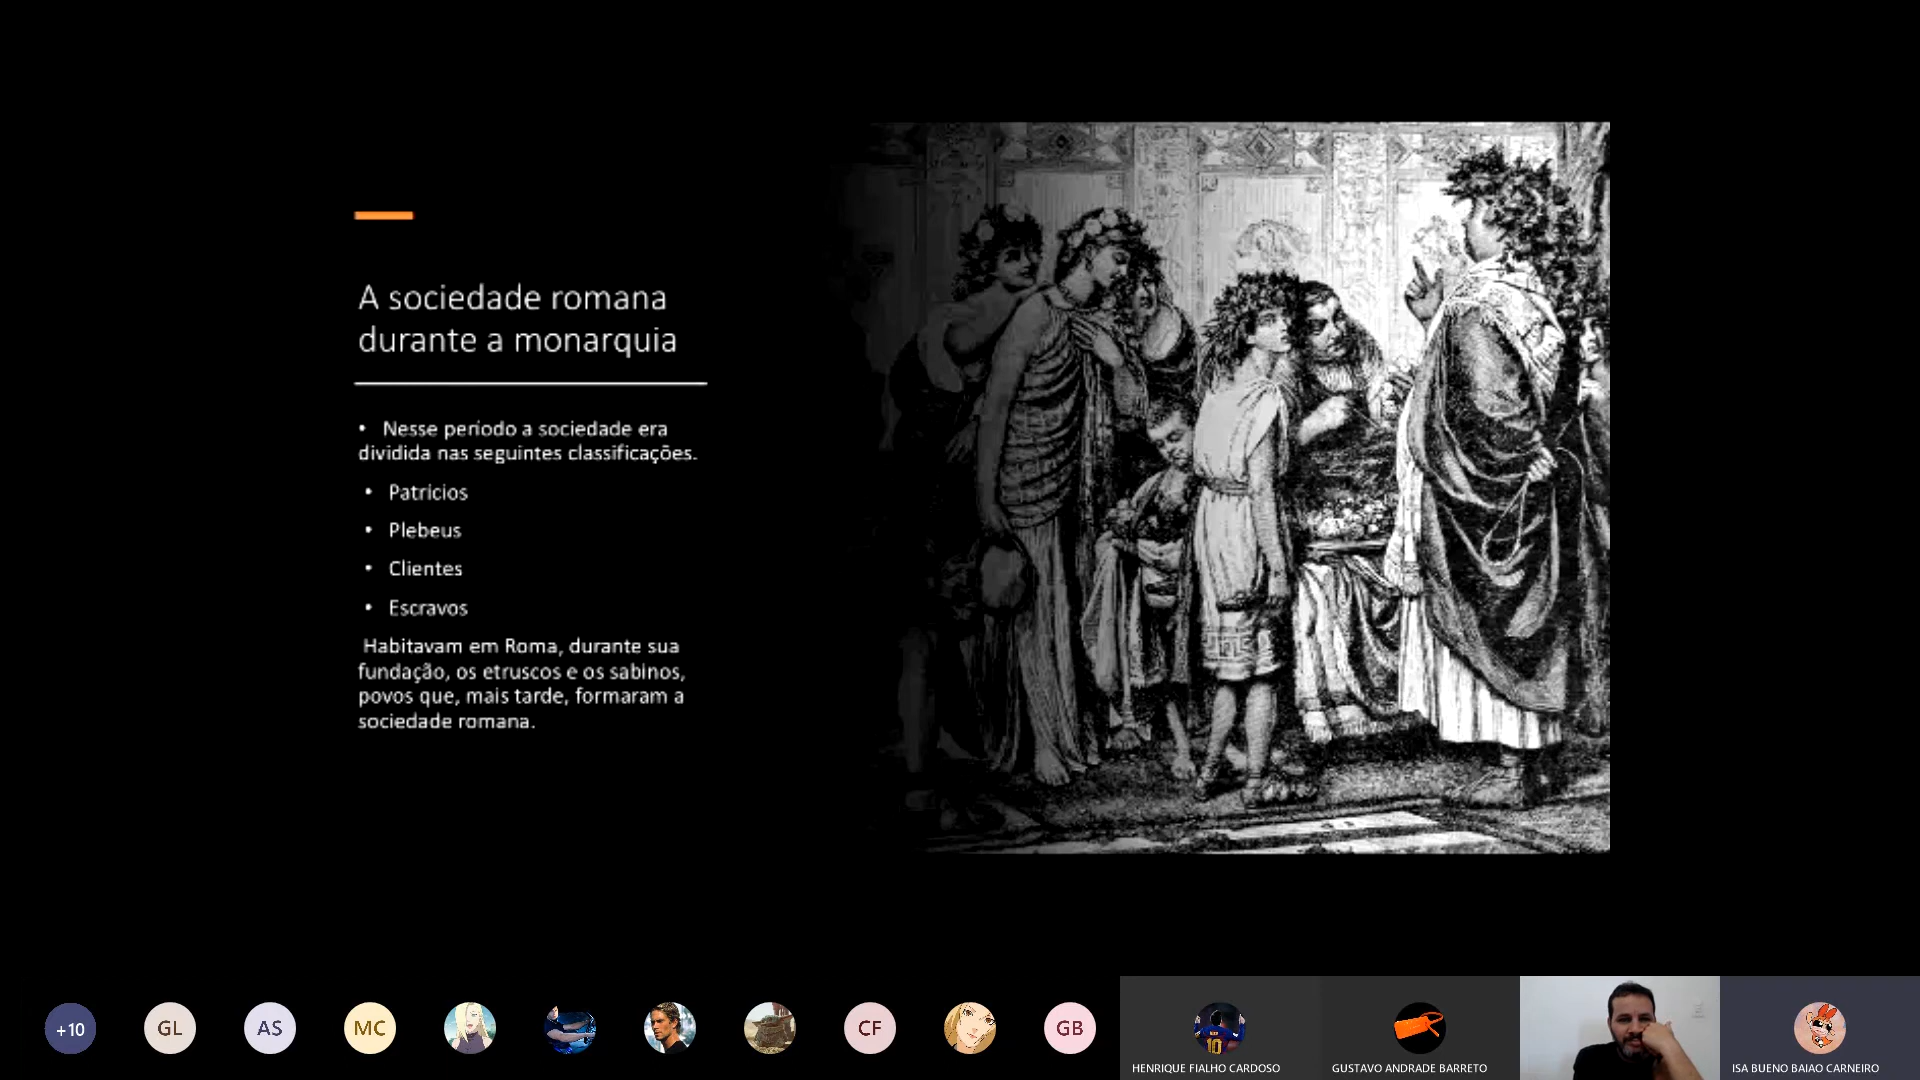 A sociedade romana
durante a monarquia
• Nesse período a sociedade era
dividida nas seguintes classificações.
• Patricios
• Plebeus
• Clientes
• Escravos
Habitavam em Roma, durante sua
fundação, os etruscos e os sabinos,
povos que, mais tarde, formaram a
sociedade romana.
+10
GL
AS
MC
CF
GB
10
HENRIQUE FIALHO CARDOSO
GUSTAVO ANDRADE BARRETO
ISA BUENO BAIAO CARNEIRO